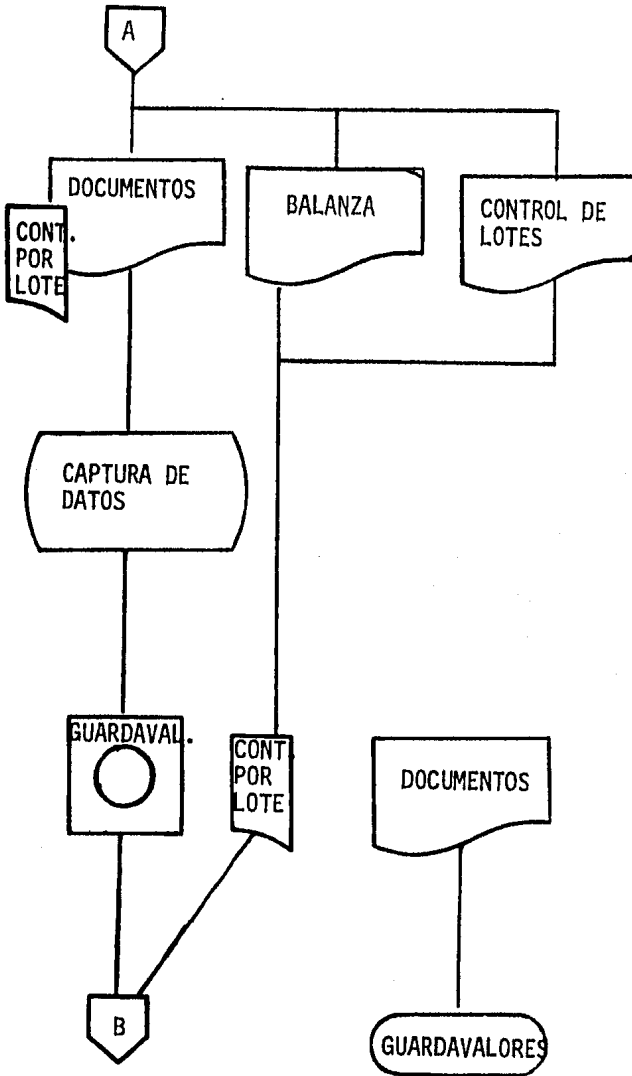 A
DOCUMENTOS
CONT.
POR
LOTE
BALANZA
CONTROL DE
LOTES
CAPTURA DE
DATOS
GUARDAVAL.
CONT
POR
LOTE
DOCUMENTOS
B
GUARDAVALORES